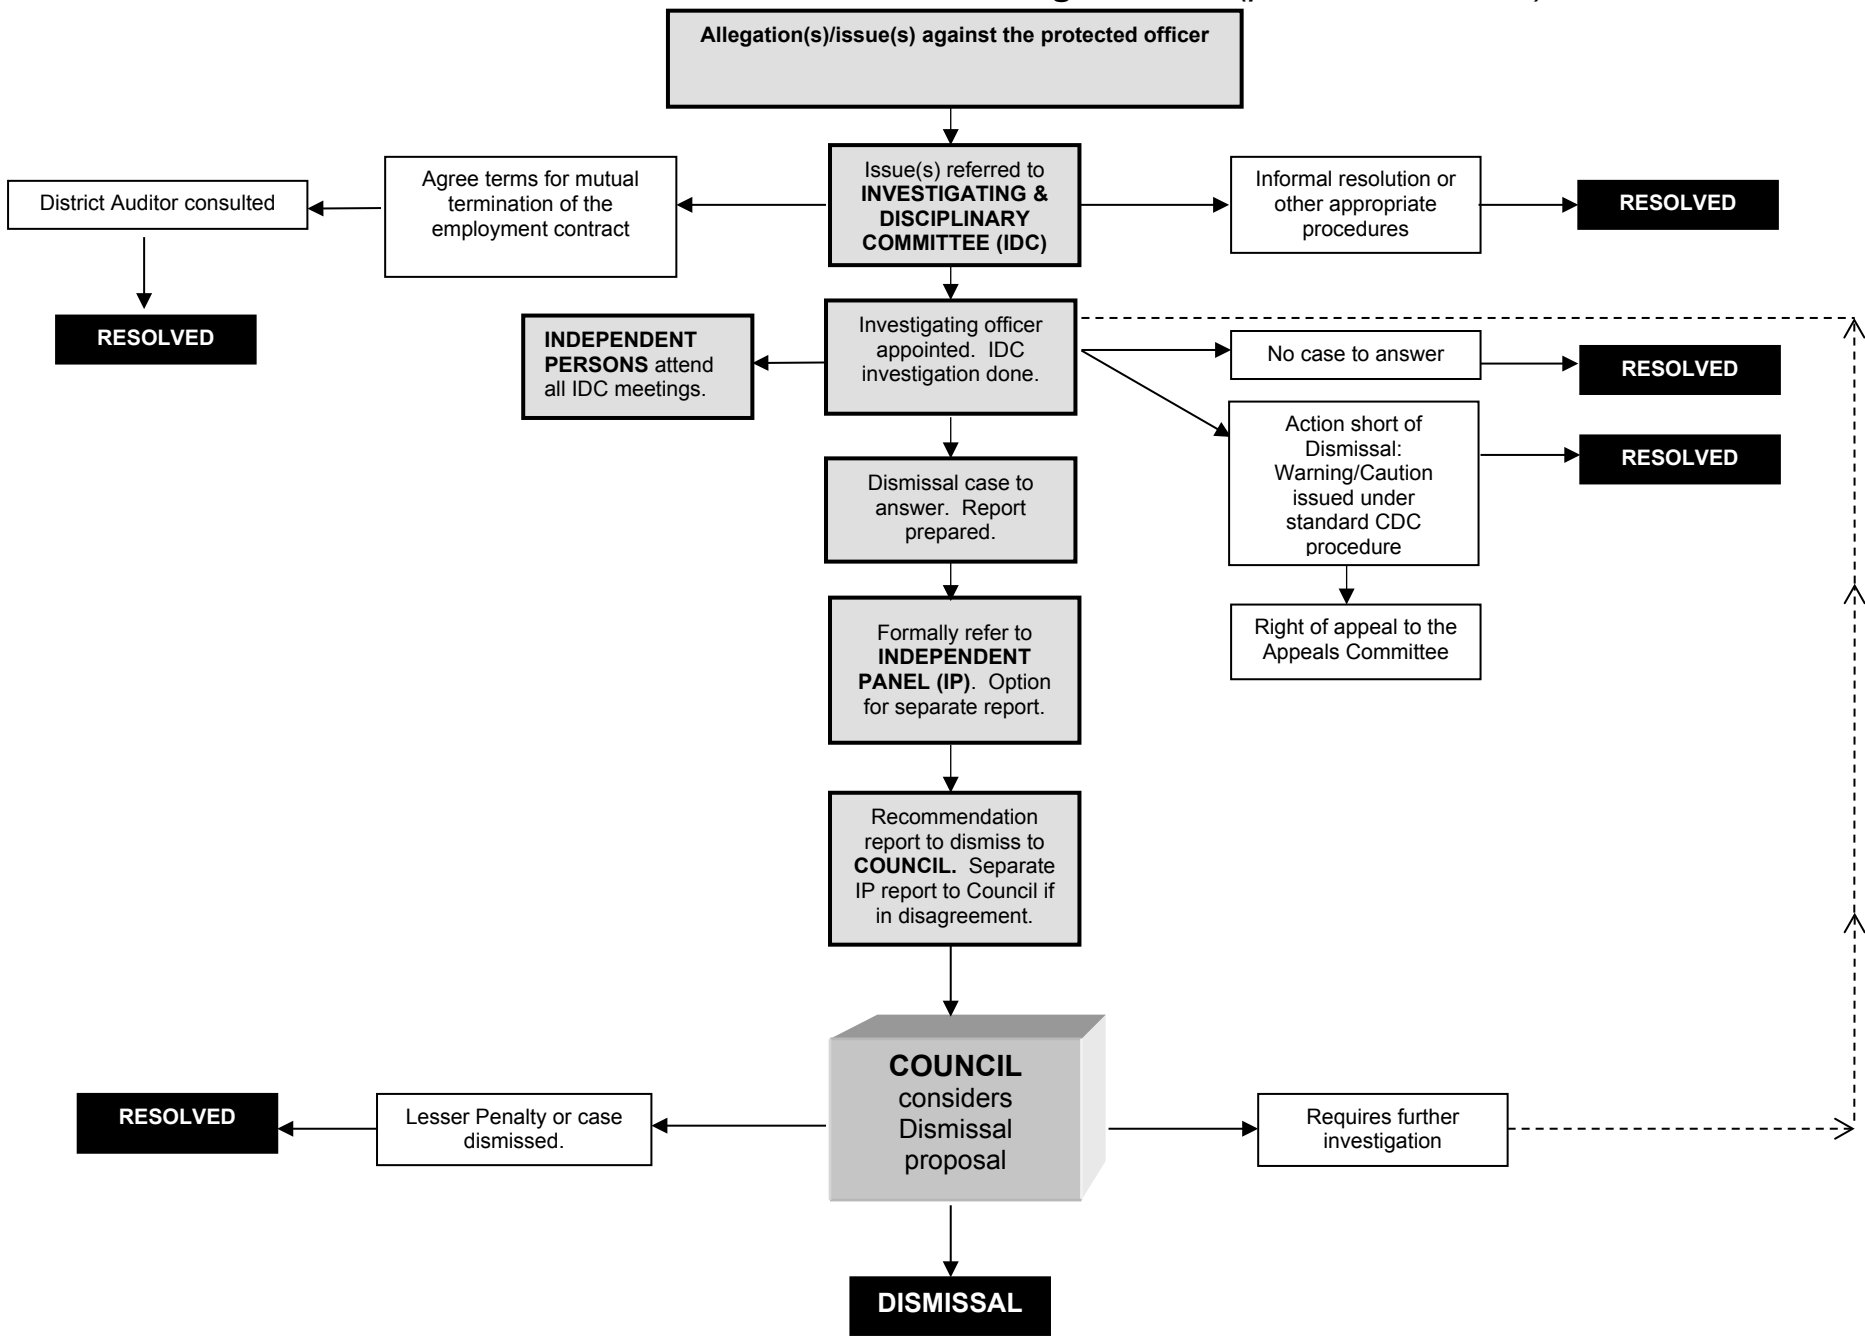 Allegation(s)/issue(s) against the protected officer
Issue(s) referred to
INVESTIGATING &
DISCIPLINARY
COMMITTEE (IDC)
Agree terms for mutual
termination of the
employment contract
District Auditor consulted
RESOLVED
Informal resolution or
other appropriate
procedures
RESOLVED
Investigating officer
appointed. IDC
investigation done.
INDEPENDENT
PERSONS attend
all IDC meetings.
No case to answer
RESOLVED
Action short of
Dismissal:
Warning/Caution
issued under
standard CDC
procedure
RESOLVED
Right of appeal to the
Appeals Committee
Dismissal case to
answer. Report
prepared.
Formally refer to
INDEPENDENT
PANEL (IP). Option
for separate report.
Recommendation
report to dismiss to
COUNCIL. Separate
IP report to Council if
in disagreement.
COUNCIL
considers
Dismissal
proposal
Lesser Penalty or case
dismissed.
RESOLVED
Requires further
investigation
DISMISSAL